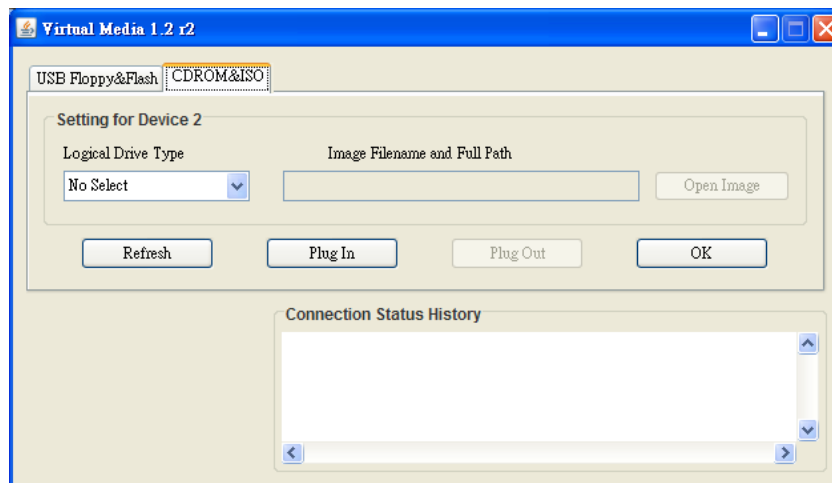 Virtual Media 1.2 r2
USB Floppy&Flash CDROM&ISO
Setting for Device 2
Logical Drive Type Image Filename and Full Path
No Select Open Image
Refresh Plug In Plug Out OK
Connection Status History